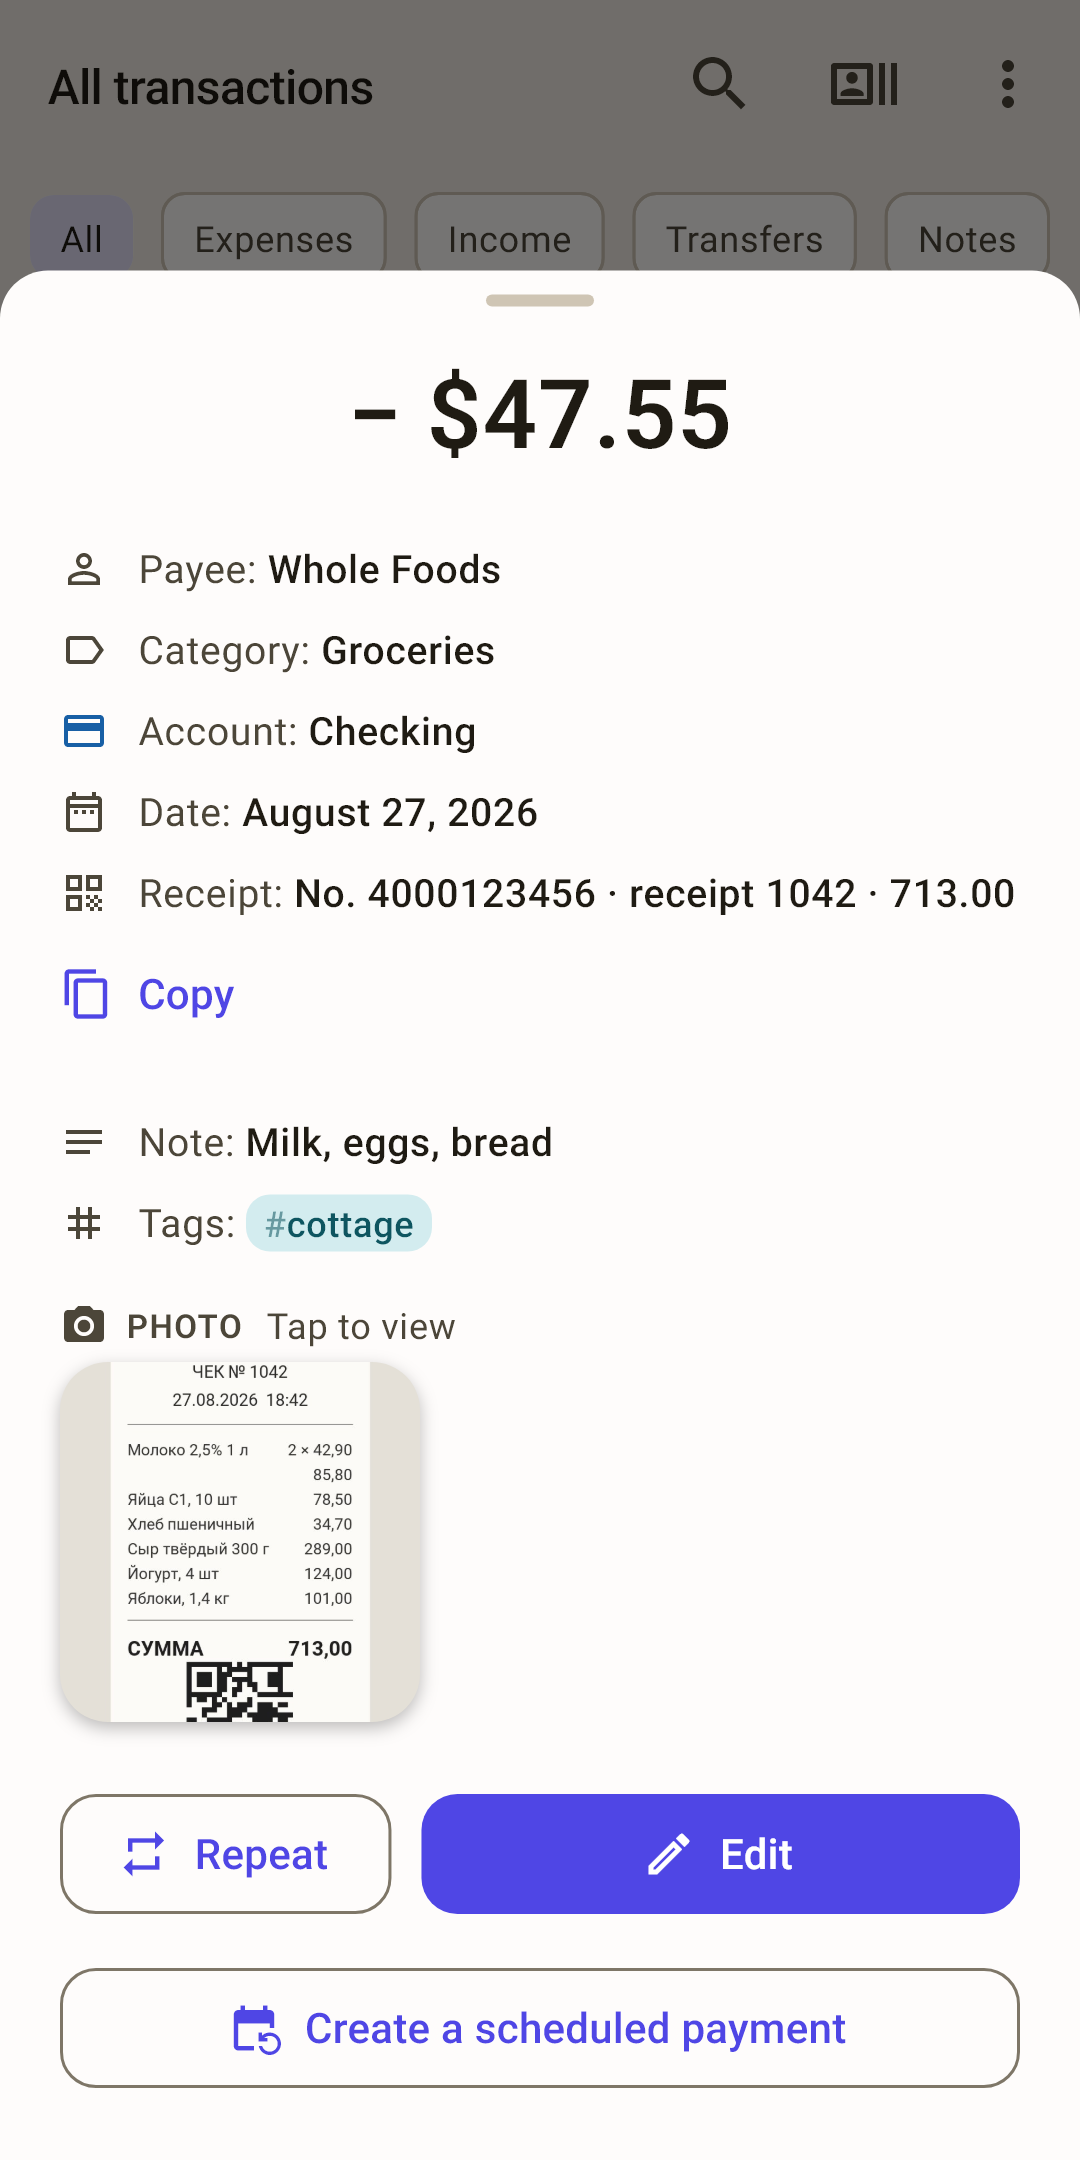 All transactions
All
Expenses
Income
Transfers
Notes
– $47.55
Payee: Whole Foods
Category: Groceries
Account: Checking
Date: August 27, 2026
Receipt: No. 4000123456 · receipt 1042 · 713.00
Copy
Note: Milk, eggs, bread
Tags: #cottage
PHOTO Tap to view
ЧЕК № 1042
27.08.2026 18:42
Молоко 2,5% 1 л 2 × 42,90
85,80
Яйца С1, 10 шт 78,50
Хлеб пшеничный 34,70
Сыр твёрдый 300 г 289,00
Йогурт, 4 шт 124,00
Яблоки, 1,4 кг 101,00
СУММА 713,00
Repeat
Edit
Create a scheduled payment